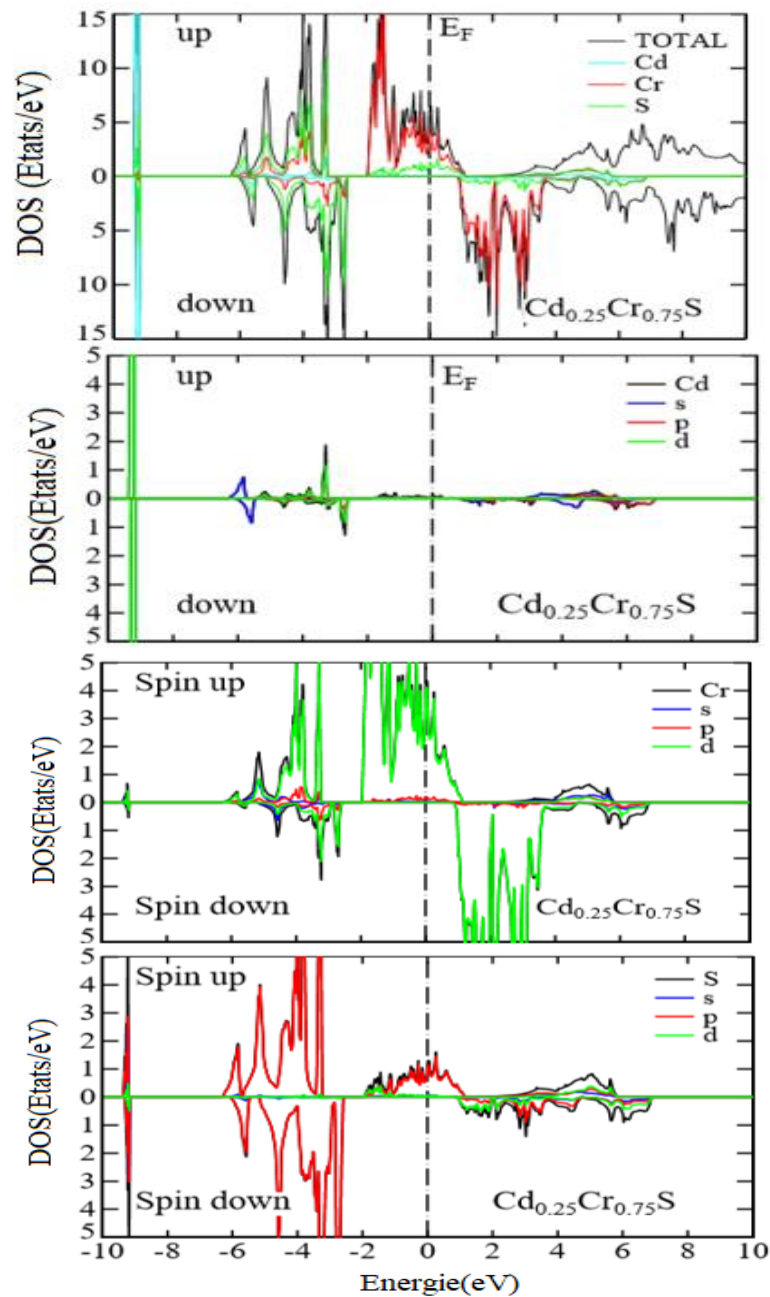 up
E_F
TOTAL
Cd
Cr
S
15
10
5
0
5
10
15
DOS (Etats/eV)
down
Cd0.25Cr0.75S
up
E_F
Cd
s
p
d
5
4
3
2
1
0
1
2
3
4
5
DOS(Etats/eV)
down
Cd0.25Cr0.75S
Spin up
Cr
s
p
d
5
4
3
2
1
0
1
2
3
4
5
DOS(Etats/eV)
Spin down
Cd0.25Cr0.75S
Spin up
S
s
p
d
5
4
3
2
1
0
1
2
3
4
5
DOS(Etats/eV)
Spin down
Cd0.25Cr0.75S
-10 -8 -6 -4 -2 0 2 4 6 8 10
Energie(eV)